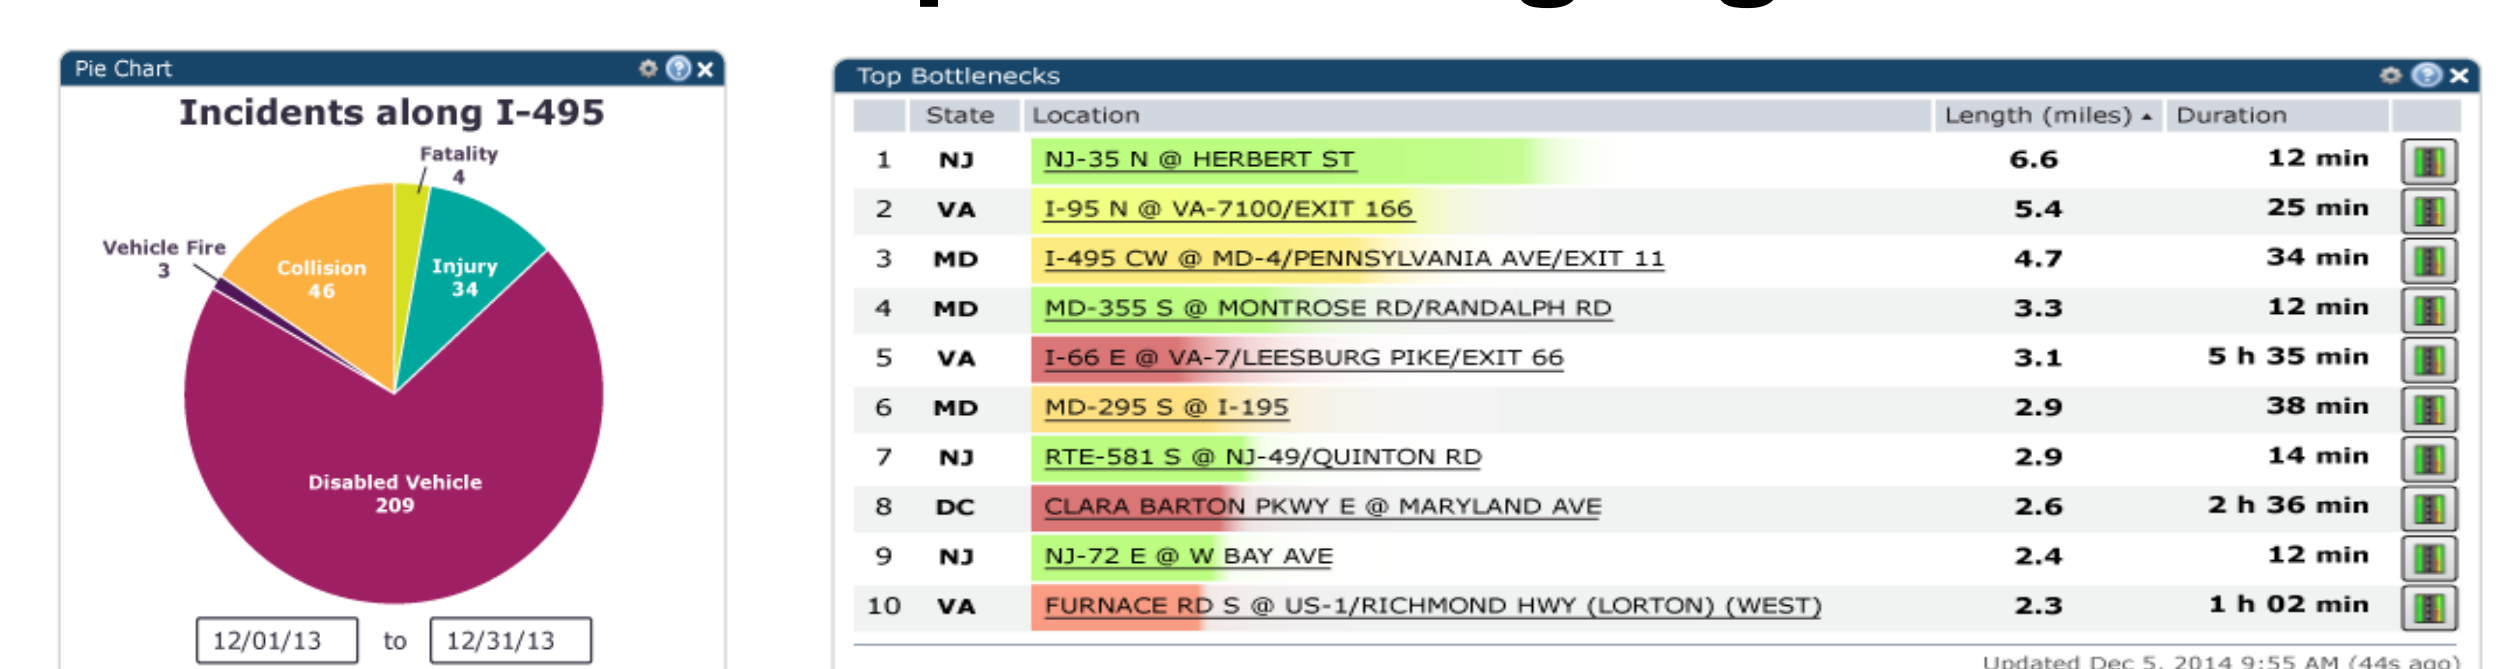 Pie Chart
Incidents along I-495
Fatality
4
Vehicle Fire
3
Collision
46
Injury
34
Disabled Vehicle
209
12/01/13 to 12/31/13
Top Bottlenecks
State Location Length (miles) Duration
1 NJ NJ-35 N @ HERBERT ST 6.6 12 min
2 VA I-95 N @ VA-7100/EXIT 166 5.4 25 min
3 MD I-495 CW @ MD-4/PENNSYLVANIA AVE/EXIT 11 4.7 34 min
4 MD MD-355 S @ MONTROSE RD/RANDALPH RD 3.3 12 min
5 VA I-66 E @ VA-7/LEESBURG PIKE/EXIT 66 3.1 5 h 35 min
6 MD MD-295 S @ I-195 2.9 38 min
7 NJ RTE-581 S @ NJ-49/QUINTON RD 2.9 14 min
8 DC CLARA BARTON PKWY E @ MARYLAND AVE 2.6 2 h 36 min
9 NJ NJ-72 E @ W BAY AVE 2.4 12 min
10 VA FURNACE RD S @ US-1/RICHMOND HWY (LORTON) (WEST) 2.3 1 h 02 min
Updated Dec 5, 2014 9:55 AM (44s ago)